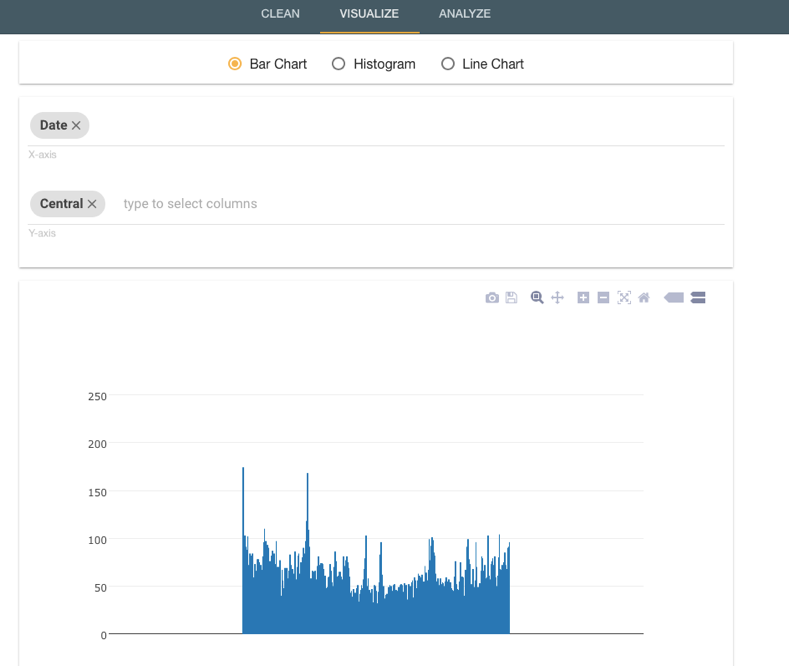 CLEAN VISUALIZE ANALYZE
Bar Chart Histogram Line Chart
Date
X-axis
Central type to select columns
Y-axis
250
200
150
100
50
0